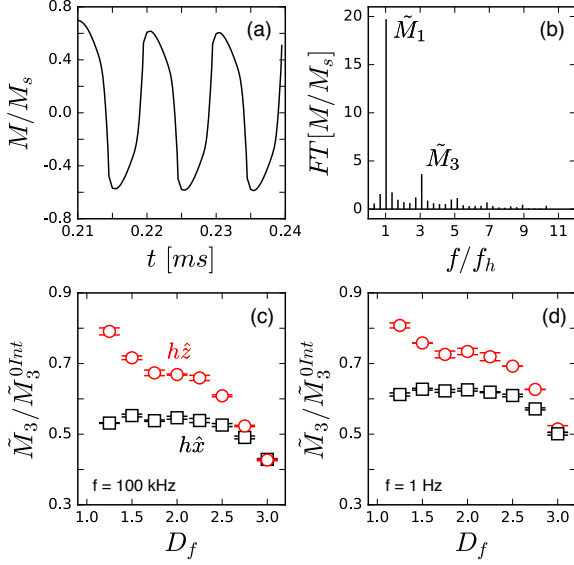 (a)
0.8
0.4
0.0
-0.4
-0.8
M/M_s
0.21 0.22 0.23 0.24
t [ms]
(b)
20
15
10
5
0
FT[M/M_s]
M̃_1
M̃_3
1 3 5 7 9 11
f/f_h
(c)
0.9
0.7
0.5
0.3
M̃_3/M̃_3^{0Int}
hẑ
hx̂
f = 100 kHz
1.0 1.5 2.0 2.5 3.0
D_f
(d)
0.9
0.7
0.5
0.3
M̃_3/M̃_3^{0Int}
f = 1 Hz
1.0 1.5 2.0 2.5 3.0
D_f